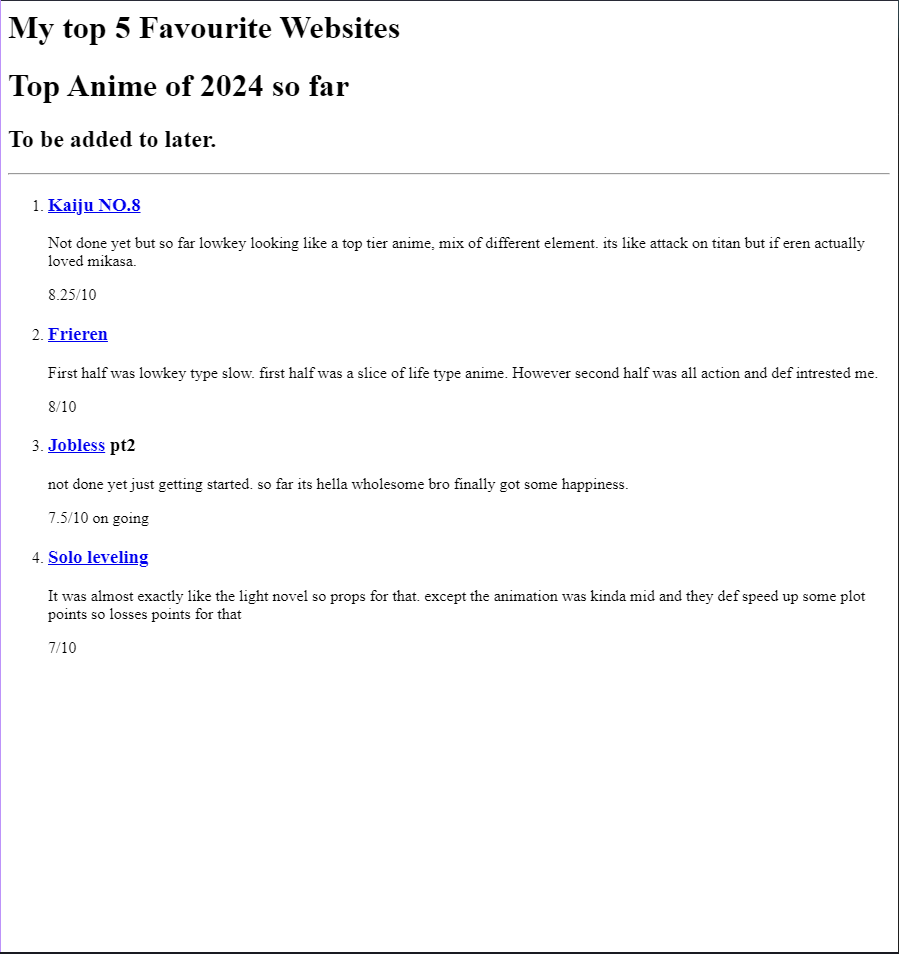 My top 5 Favourite Websites
Top Anime of 2024 so far
To be added to later.
1. Kaiju NO.8
Not done yet but so far lowkey looking like a top tier anime, mix of different element. its like attack on titan but if eren actually
loved mikasa.
8.25/10
2. Frieren
First half was lowkey type slow. first half was a slice of life type anime. However second half was all action and def intrested me.
8/10
3. Jobless pt2
not done yet just getting started. so far its hella wholesome bro finally got some happiness.
7.5/10 on going
4. Solo leveling
It was almost exactly like the light novel so props for that. except the animation was kinda mid and they def speed up some plot
points so losses points for that
7/10